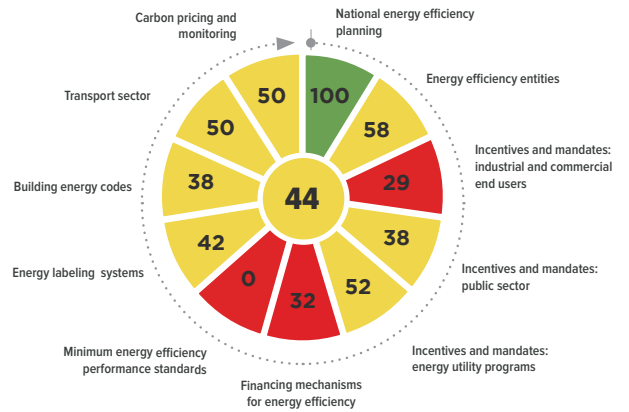 National energy efficiency
planning
100
Energy efficiency entities
58
Incentives and mandates:
industrial and commercial
end users
29
Incentives and mandates:
public sector
38
Incentives and mandates:
energy utility programs
52
Financing mechanisms
for energy efficiency
32
Minimum energy efficiency
performance standards
0
Energy labeling systems
42
Building energy codes
38
Transport sector
50
Carbon pricing and
monitoring
50
44